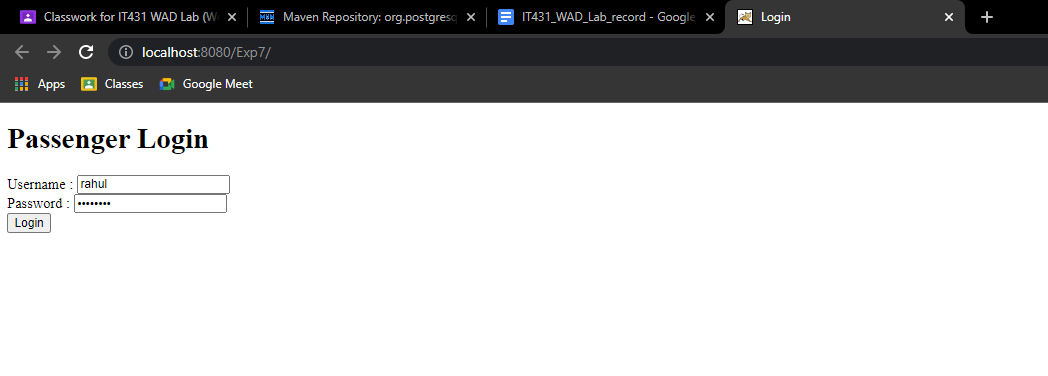 Classwork for IT431 WAD Lab (W
Maven Repository: org.postgresq
IT431_WAD_Lab_record - Google
Login
localhost:8080/Exp7/
Apps
Classes
Google Meet
Passenger Login
Username : rahul
Password : ••••••••
Login